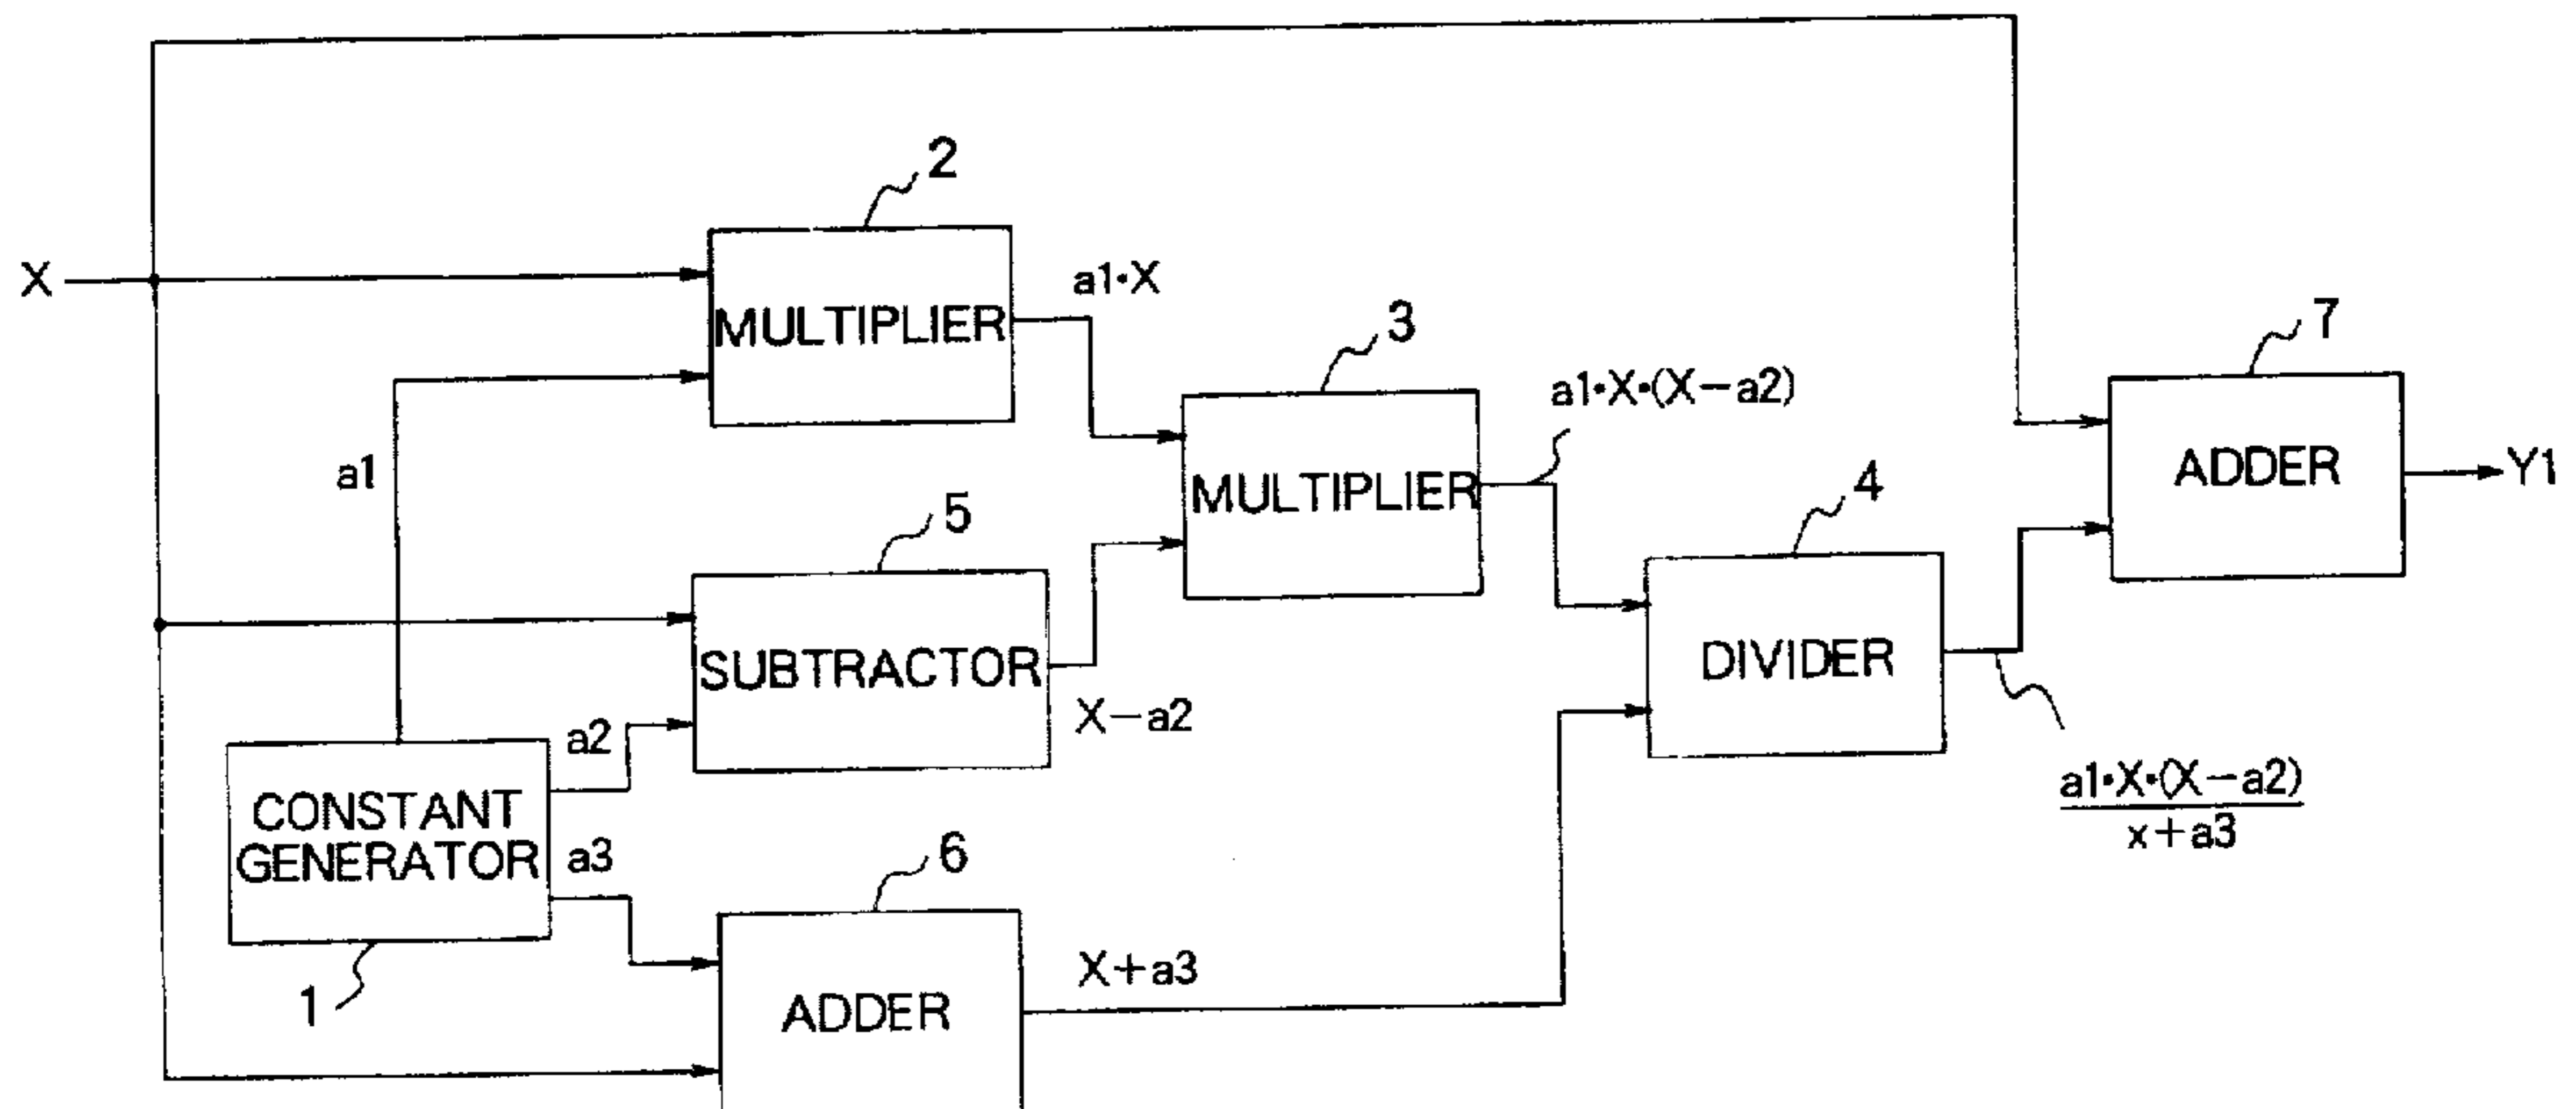 2
X
a1·X
MULTIPLIER
3
7
a1·X·(X−a2)
a1
MULTIPLIER
ADDER
Y1
5
4
SUBTRACTOR
X−a2
DIVIDER
a2
CONSTANT
GENERATOR
a3
a1·X·(X−a2)
x+a3
6
1
X+a3
ADDER